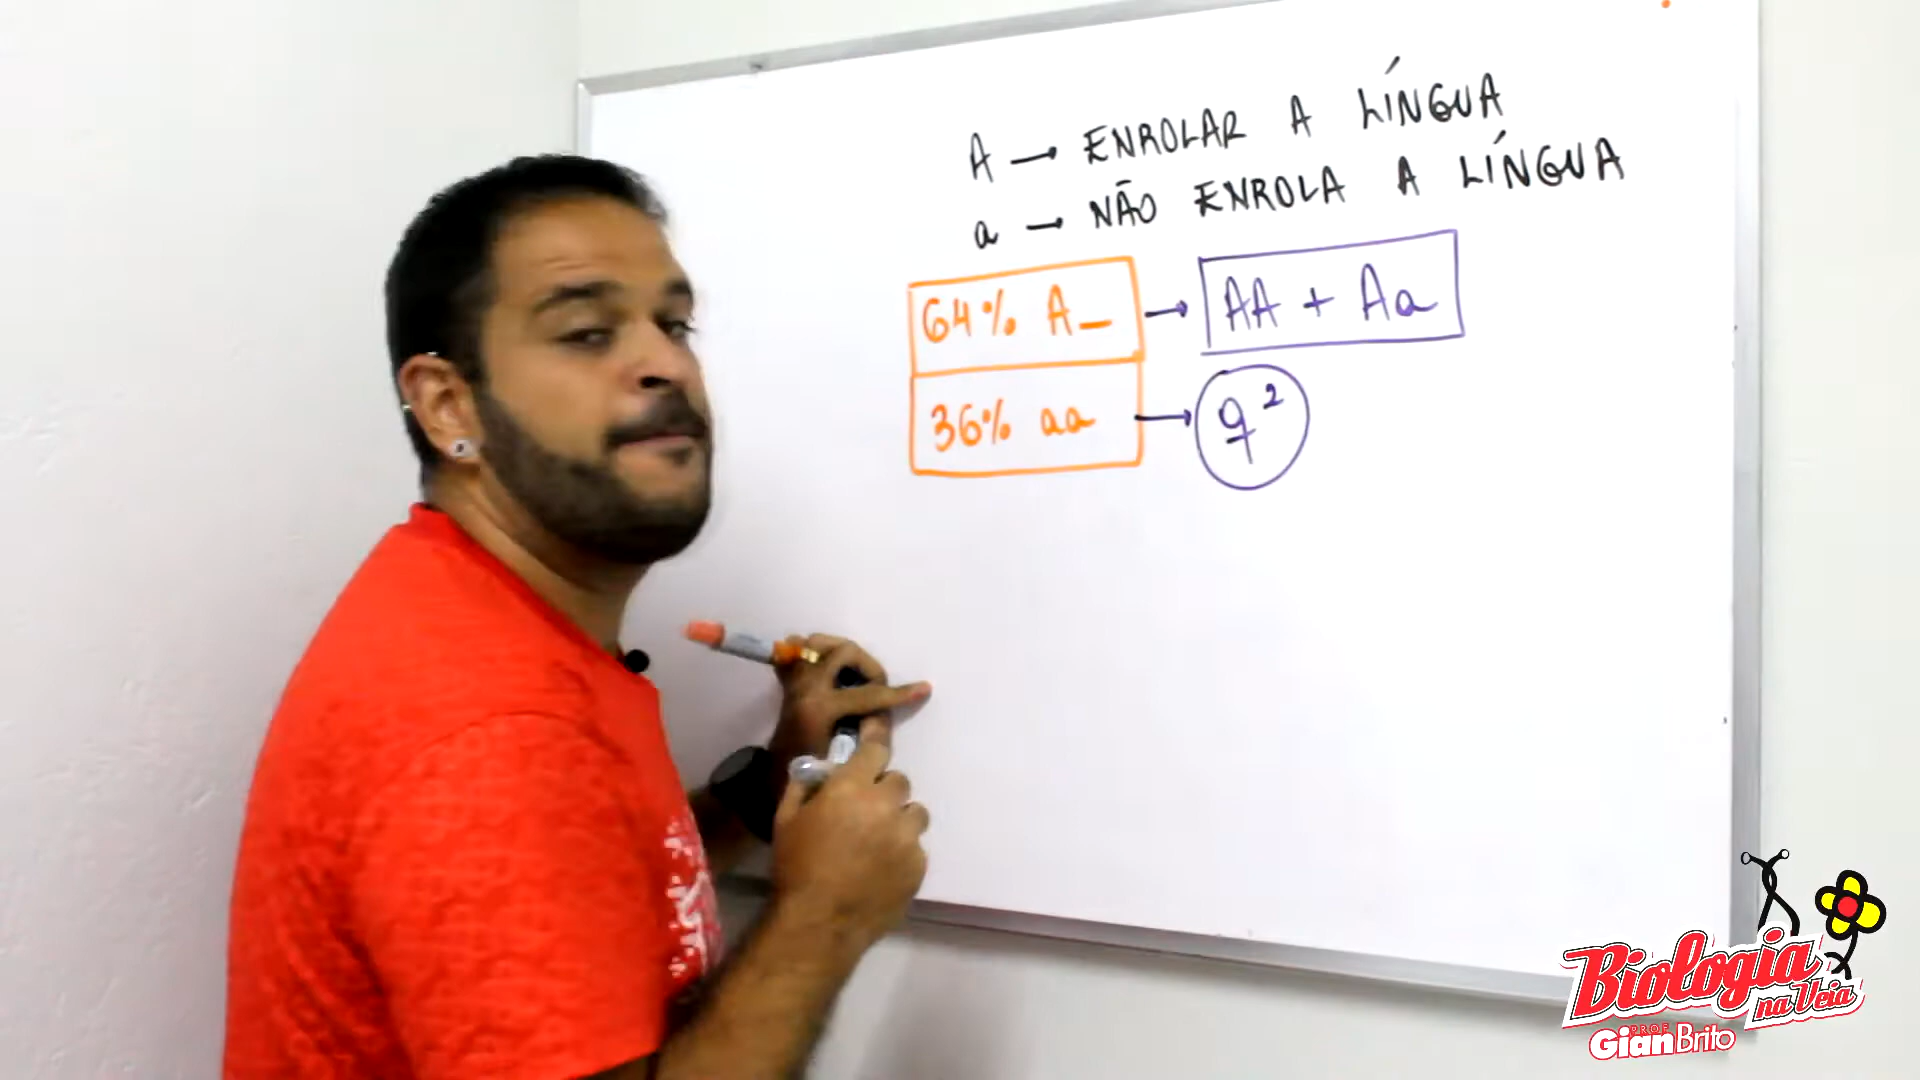 A → ENROLAR A LÍNGUA
a → NÃO ENROLA A LÍNGUA
64% A_ → AA + Aa
36% aa → q²
Biologia
na Veia
PROF
Gian Brito